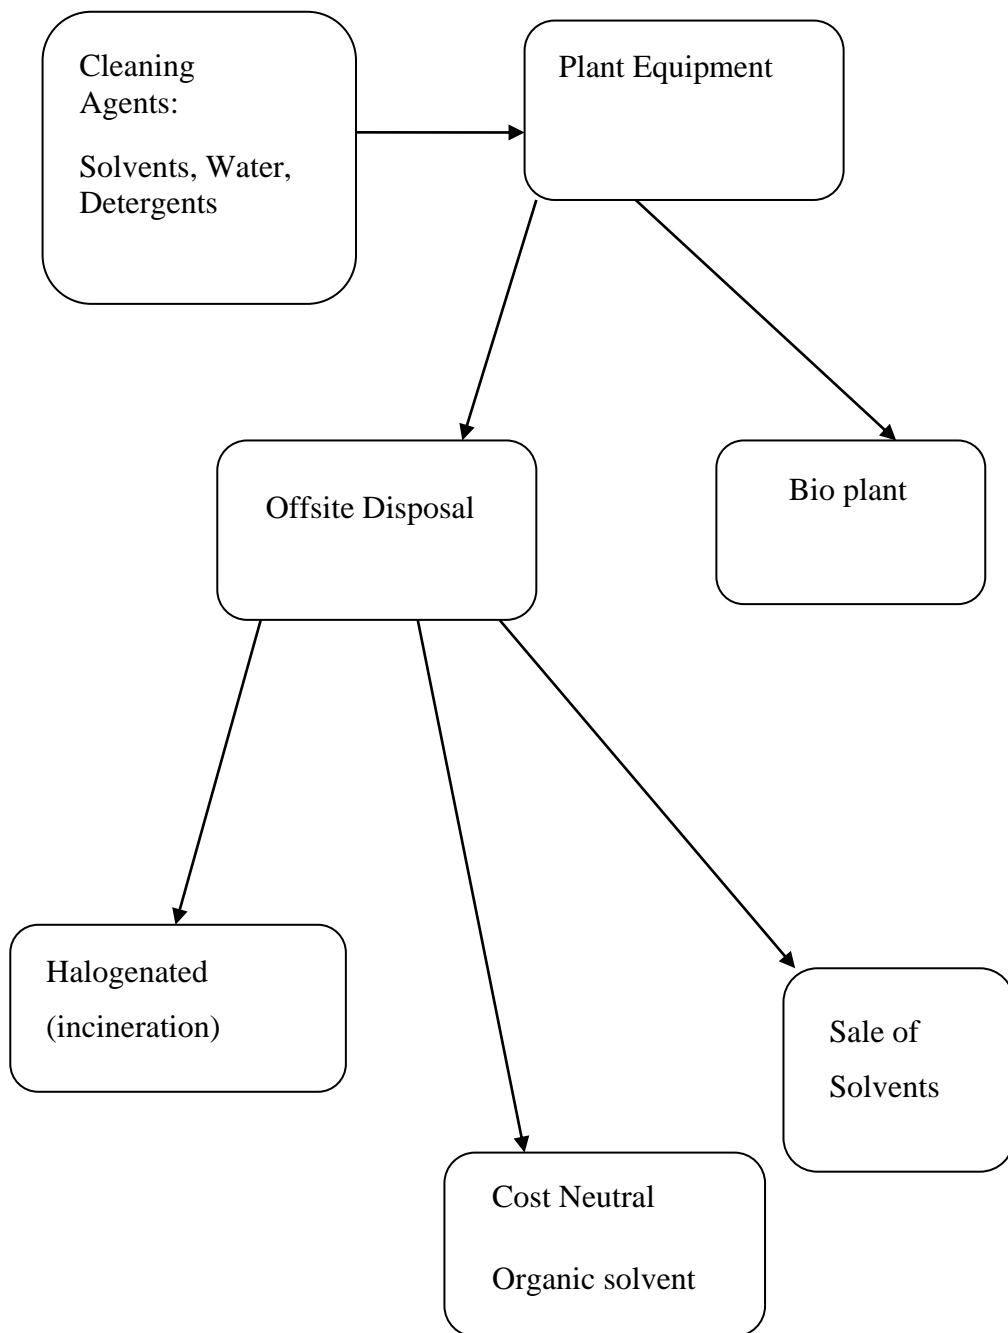 Cleaning
Agents:
Solvents, Water,
Detergents
Plant Equipment
Offsite Disposal
Bio plant
Halogenated
(incineration)
Sale of
Solvents
Cost Neutral
Organic solvent